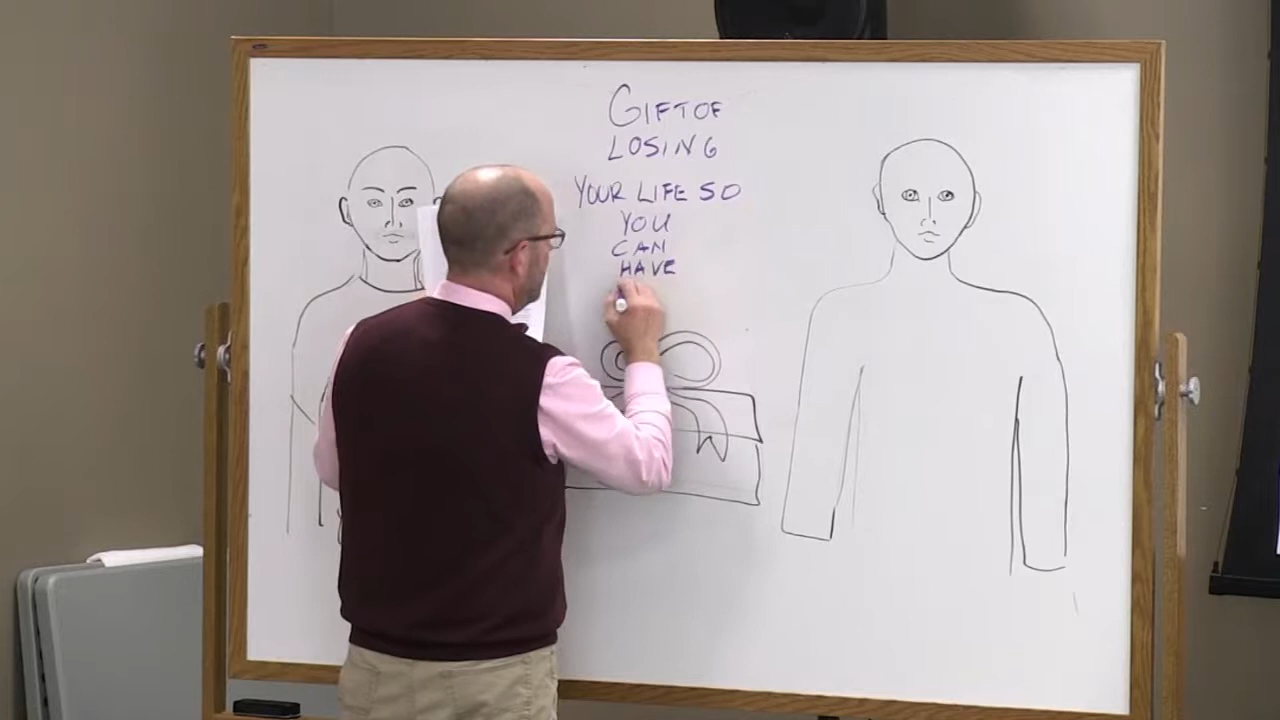 GIFT OF
LOSING
YOUR LIFE SO
YOU
CAN
HAVE